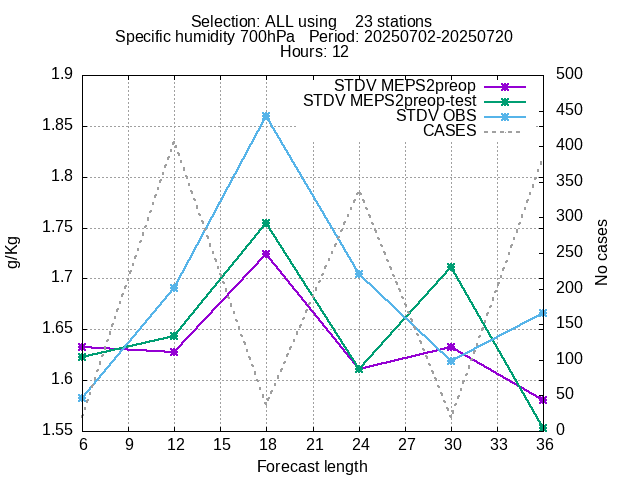 Selection: ALL using    23 stations
Specific humidity 700hPa   Period: 20250702-20250720
Hours: 12
STDV MEPS2preop
STDV MEPS2preop-test
STDV OBS
CASES
1.9
1.85
1.8
1.75
1.7
1.65
1.6
1.55
g/Kg
500
450
400
350
300
250
200
150
100
50
0
No cases
6 9 12 15 18 21 24 27 30 33 36
Forecast length